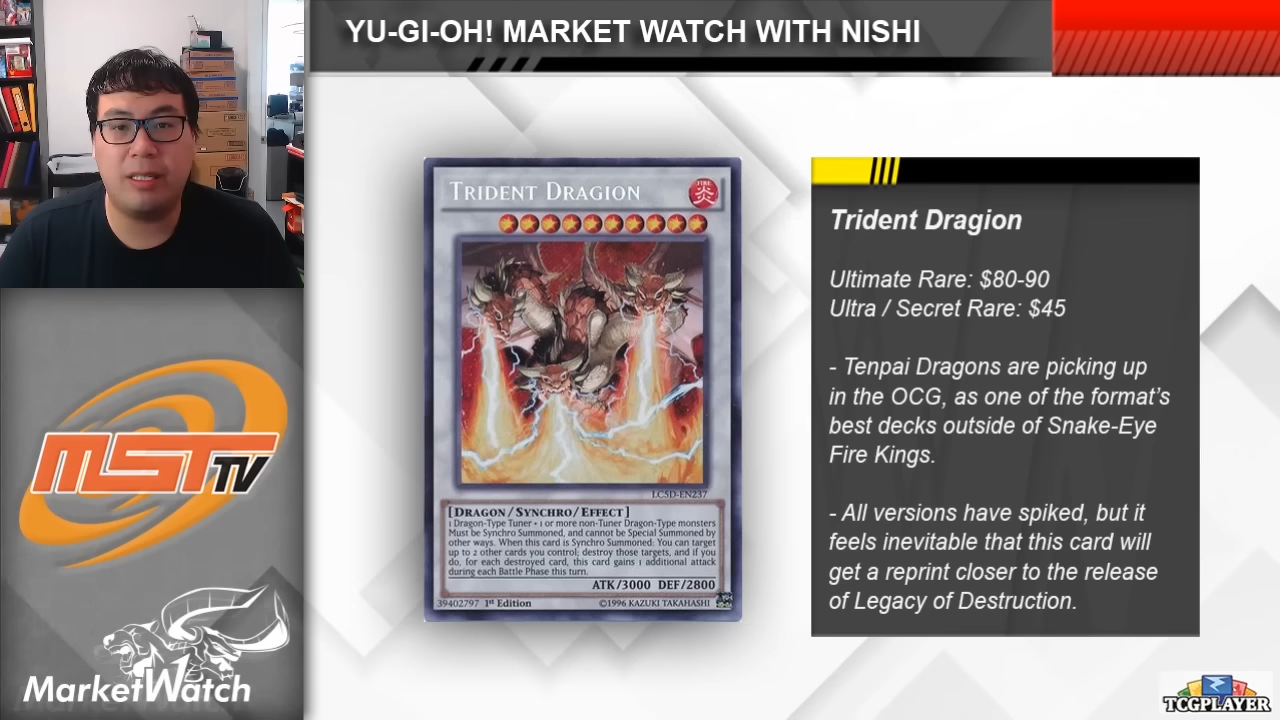 YU-GI-OH! MARKET WATCH WITH NISHI
TRIDENT DRAGION
FIRE
炎
LC5D-EN237
[DRAGON/SYNCHRO/EFFECT]
1 Dragon-Type Tuner + 1 or more non-Tuner Dragon-Type monsters
Must be Synchro Summoned, and cannot be Special Summoned by
other ways. When this card is Synchro Summoned: You can target
up to 2 other cards you control; destroy those targets, and if you
do, for each destroyed card, this card gains 1 additional attack
during each Battle Phase this turn.
ATK/3000 DEF/2800
39402797 1st Edition ©1996 KAZUKI TAKAHASHI
Trident Dragion
Ultimate Rare: $80-90
Ultra / Secret Rare: $45
- Tenpai Dragons are picking up
in the OCG, as one of the format's
best decks outside of Snake-Eye
Fire Kings.
- All versions have spiked, but it
feels inevitable that this card will
get a reprint closer to the release
of Legacy of Destruction.
MSTTV
MarketWatch
TCGPLAYER